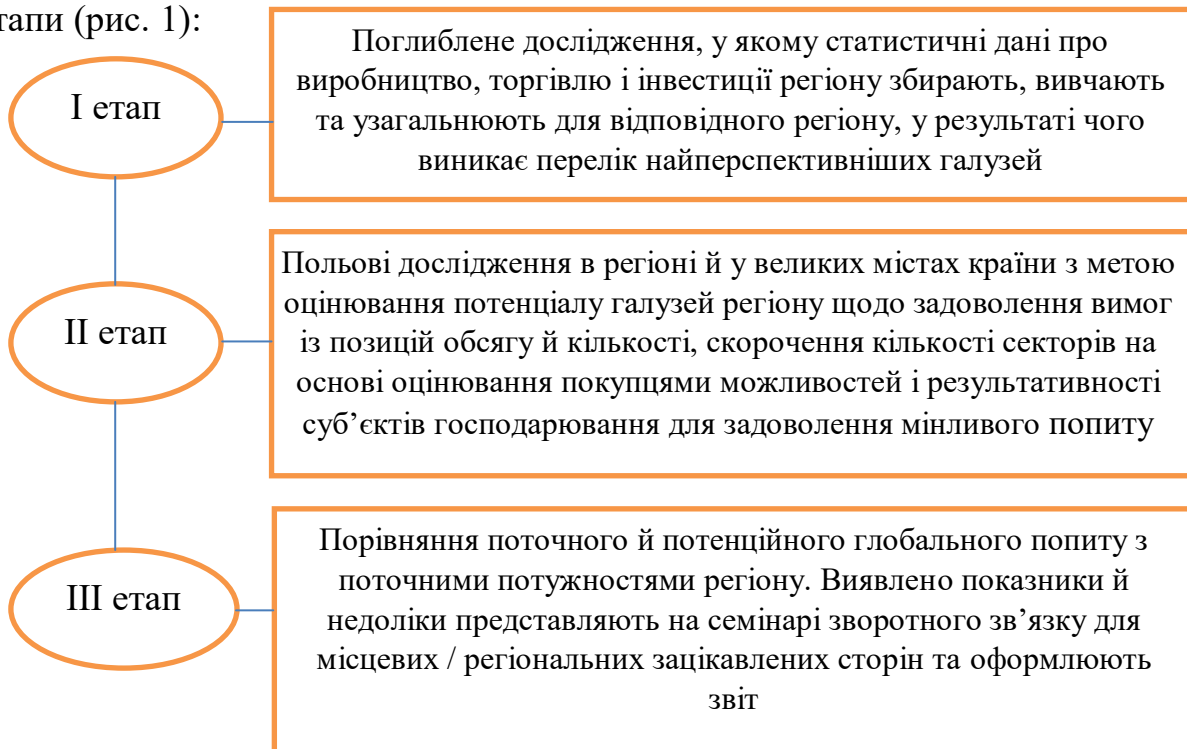 тапи (рис. 1):
І етап
Поглиблене дослідження, у якому статистичні дані про
виробництво, торгівлю і інвестиції регіону збирають, вивчають
та узагальнюють для відповідного регіону, у результаті чого
виникає перелік найперспективніших галузей
ІІ етап
Польові дослідження в регіоні й у великих містах країни з метою
оцінювання потенціалу галузей регіону щодо задоволення вимог
із позицій обсягу й кількості, скорочення кількості секторів на
основі оцінювання покупцями можливостей і результативності
суб’єктів господарювання для задоволення мінливого попиту
ІІІ етап
Порівняння поточного й потенційного глобального попиту з
поточними потужностями регіону. Виявлено показники й
недоліки представляють на семінарі зворотного зв’язку для
місцевих / регіональних зацікавлених сторін та оформлюють
звіт